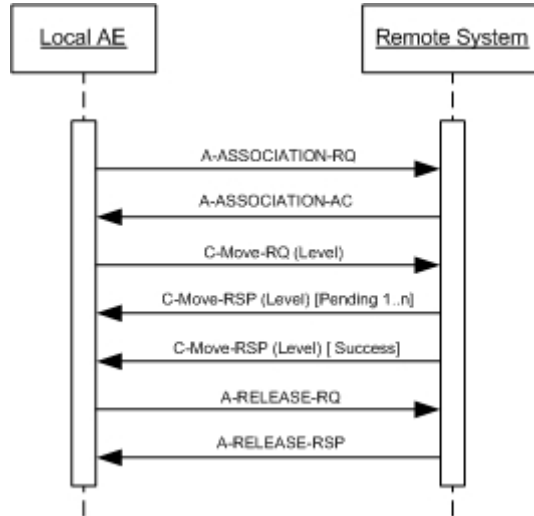 Local AE
Remote System
A-ASSOCIATION-RQ
A-ASSOCIATION-AC
C-Move-RQ (Level)
C-Move-RSP (Level) [Pending 1..n]
C-Move-RSP (Level) [ Success]
A-RELEASE-RQ
A-RELEASE-RSP